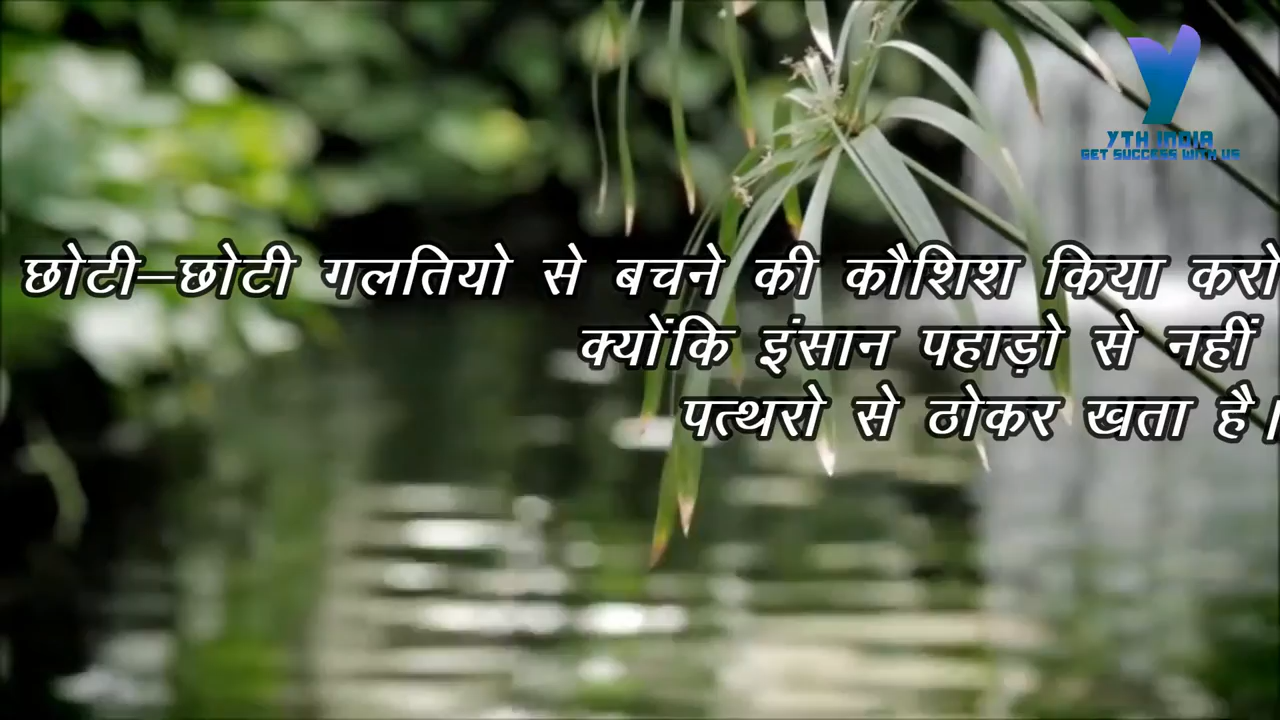 YTH INDIA
GET SUCCESS WITH US
छोटी–छोटी गलतियो से बचने की कौशिश किया करो
क्योंकि इंसान पहाड़ो से नहीं
पत्थरो से ठोकर खता है।